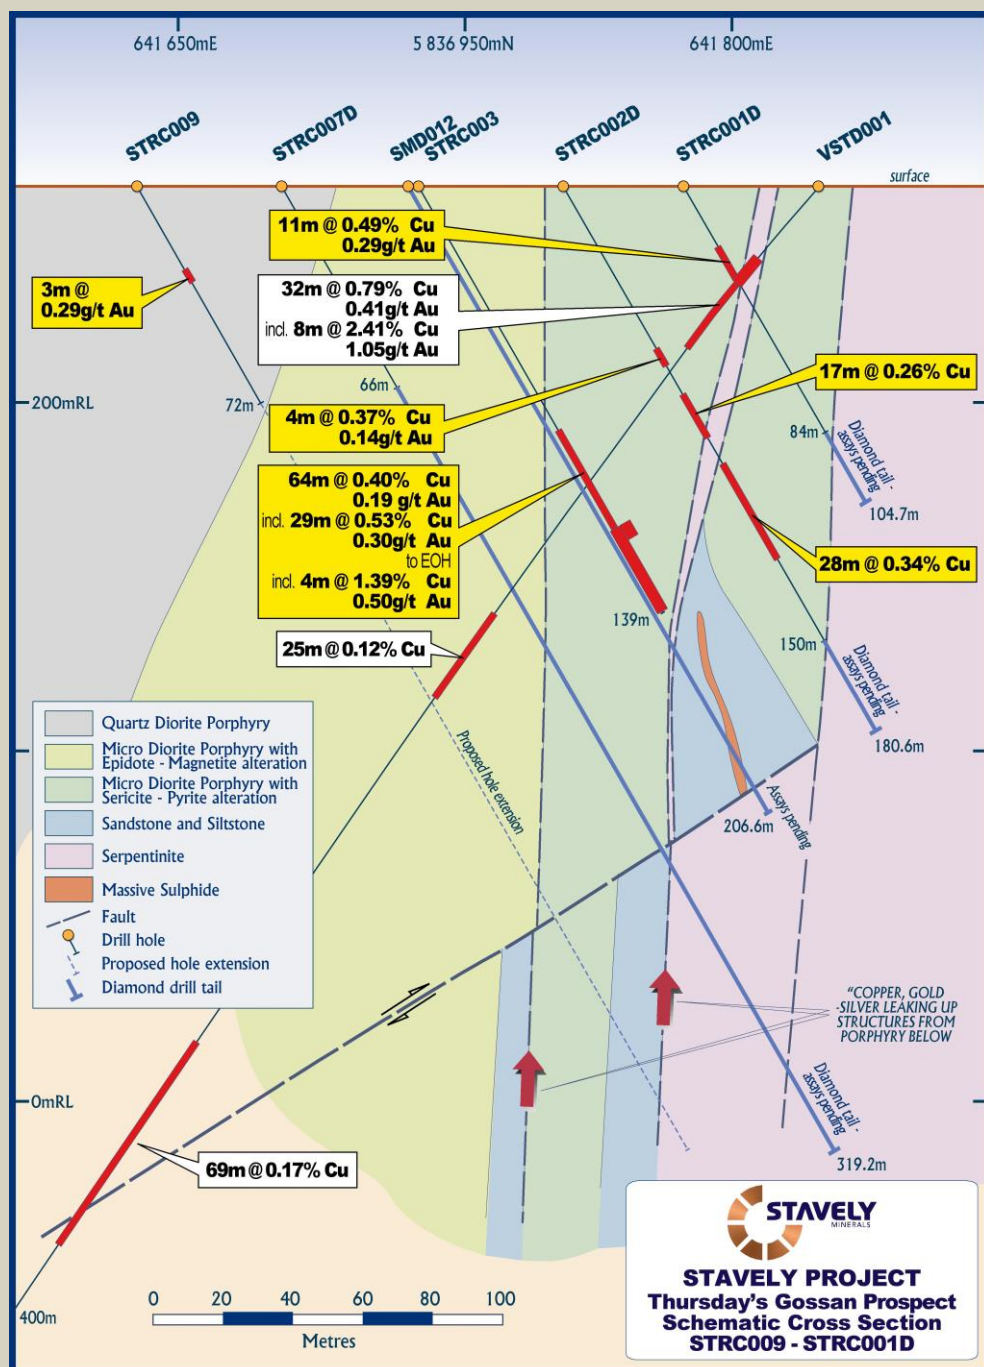 641 650mE
5 836 950mN
641 800mE
STRC009
STRC007D
SMD012
STRC003
STRC002D
STRC001D
VSTD001
surface
11m @ 0.49% Cu
0.29g/t Au
3m @
0.29g/t Au
32m @ 0.79% Cu
0.41g/t Au
incl. 8m @ 2.41% Cu
1.05g/t Au
17m @ 0.26% Cu
66m
200mRL
72m
4m @ 0.37% Cu
0.14g/t Au
84m
Diamond tail -
assays pending
104.7m
64m @ 0.40% Cu
0.19 g/t Au
incl. 29m @ 0.53% Cu
0.30g/t Au
to EOH
incl. 4m @ 1.39% Cu
0.50g/t Au
28m @ 0.34% Cu
139m
25m @ 0.12% Cu
150m
Diamond tail -
assays pending
180.6m
Proposed hole extension
Assays pending
206.6m
Quartz Diorite Porphyry
Micro Diorite Porphyry with
Epidote - Magnetite alteration
Micro Diorite Porphyry with
Sericite - Pyrite alteration
Sandstone and Siltstone
Serpentinite
Massive Sulphide
Fault
Drill hole
Proposed hole extension
Diamond drill tail
"COPPER, GOLD
-SILVER LEAKING UP
STRUCTURES FROM
PORPHYRY BELOW
0mRL
Diamond tail -
assays pending
319.2m
69m @ 0.17% Cu
400m
0 20 40 60 80 100
Metres
STAVELY
MINERALS
STAVELY PROJECT
Thursday's Gossan Prospect
Schematic Cross Section
STRC009 - STRC001D